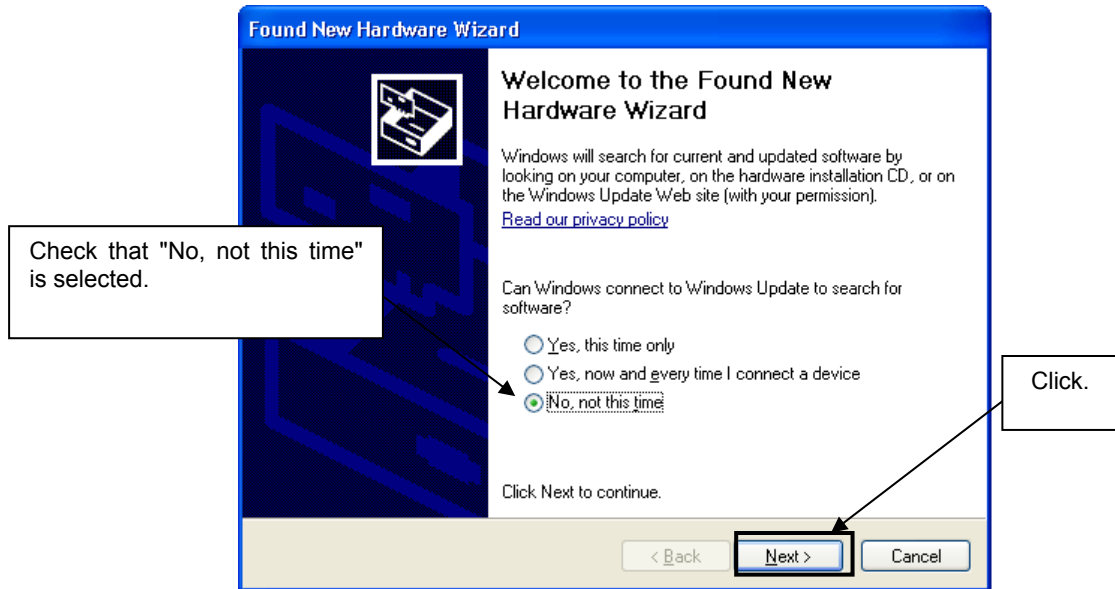 Found New Hardware Wizard
Welcome to the Found New
Hardware Wizard
Windows will search for current and updated software by
looking on your computer, on the hardware installation CD, or on
the Windows Update Web site (with your permission).
Read our privacy policy
Check that "No, not this time"
is selected.
Can Windows connect to Windows Update to search for
software?
Yes, this time only
Yes, now and every time I connect a device
No, not this time
Click.
Click Next to continue.
< Back
Next >
Cancel